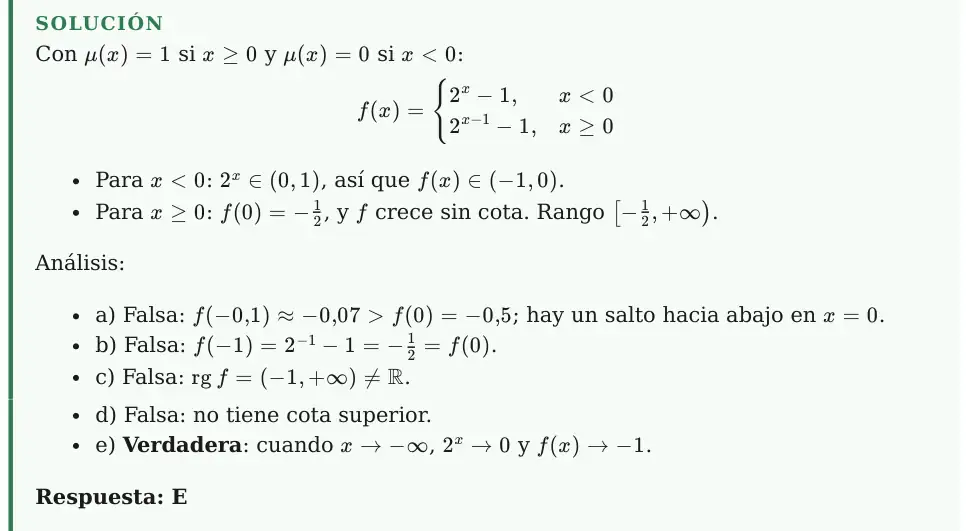 SOLUCIÓN
Con μ(x) = 1 si x ≥ 0 y μ(x) = 0 si x < 0:
f(x) = { 2^x − 1, x < 0
2^{x−1} − 1, x ≥ 0
• Para x < 0: 2^x ∈ (0, 1), así que f(x) ∈ (−1, 0).
• Para x ≥ 0: f(0) = −1/2, y f crece sin cota. Rango [−1/2, +∞).
Análisis:
• a) Falsa: f(−0,1) ≈ −0,07 > f(0) = −0,5; hay un salto hacia abajo en x = 0.
• b) Falsa: f(−1) = 2^{−1} − 1 = −1/2 = f(0).
• c) Falsa: rg f = (−1, +∞) ≠ ℝ.
• d) Falsa: no tiene cota superior.
• e) Verdadera: cuando x → −∞, 2^x → 0 y f(x) → −1.
Respuesta: E